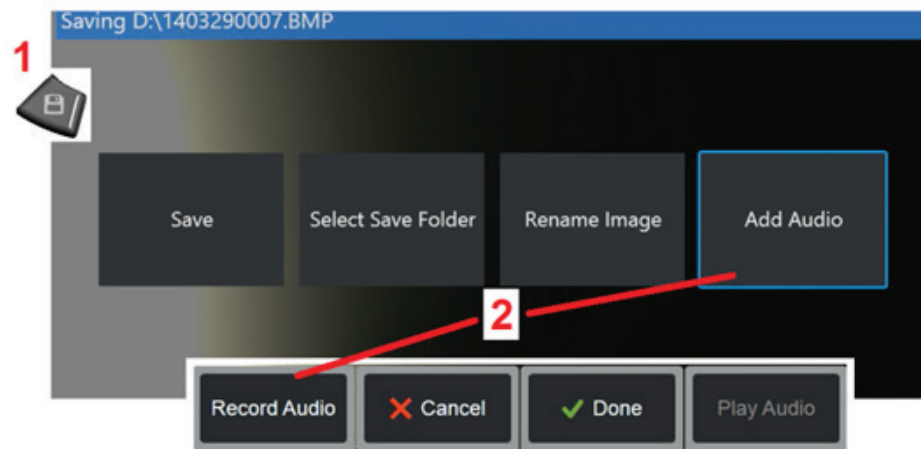 Saving D:\1403290007.BMP
1
Save
Select Save Folder
Rename Image
Add Audio
2
Record Audio
Cancel
Done
Play Audio